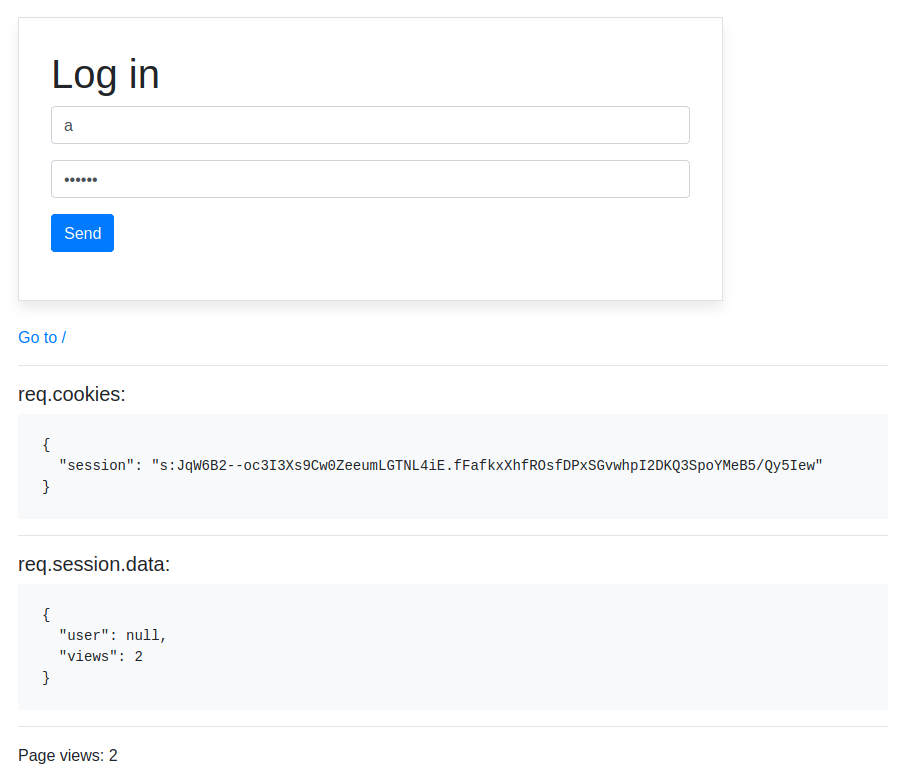 Log in
a
••••••
Send
Go to /
req.cookies:
{
  "session": "s:JqW6B2--oc3I3Xs9Cw0ZeeumLGTNL4iE.fFafkxXhfROsfDPxSGvwhpI2DKQ3SpoYMeB5/Qy5Iew"
}
req.session.data:
{
  "user": null,
  "views": 2
}
Page views: 2